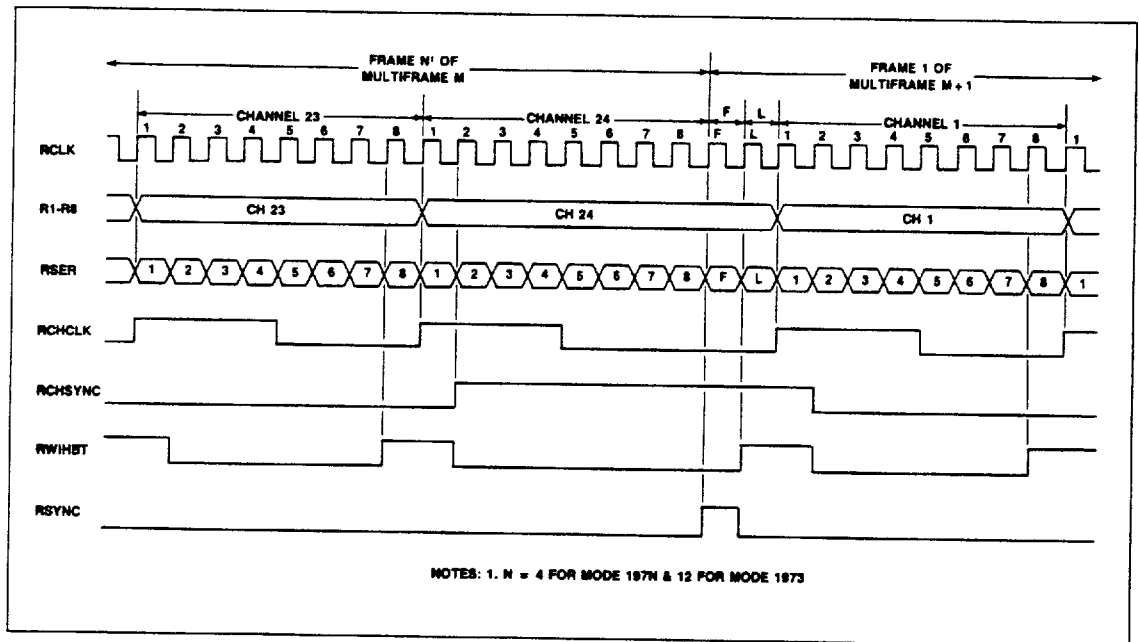 FRAME N¹ OF
MULTIFRAME M
FRAME 1 OF
MULTIFRAME M + 1
CHANNEL 23
CHANNEL 24
F
L
CHANNEL 1
RCLK
1 2 3 4 5 6 7 8 1 2 3 4 5 6 7 8 F L 1 2 3 4 5 6 7 8 1
R1-R8
CH 23
CH 24
CH 1
RSER
1 2 3 4 5 6 7 8 1 2 3 4 5 6 7 8 F L 1 2 3 4 5 6 7 8 1
RCHCLK
RCHSYNC
RWIHBT
RSYNC
NOTES: 1. N = 4 FOR MODE 197N & 12 FOR MODE 1973